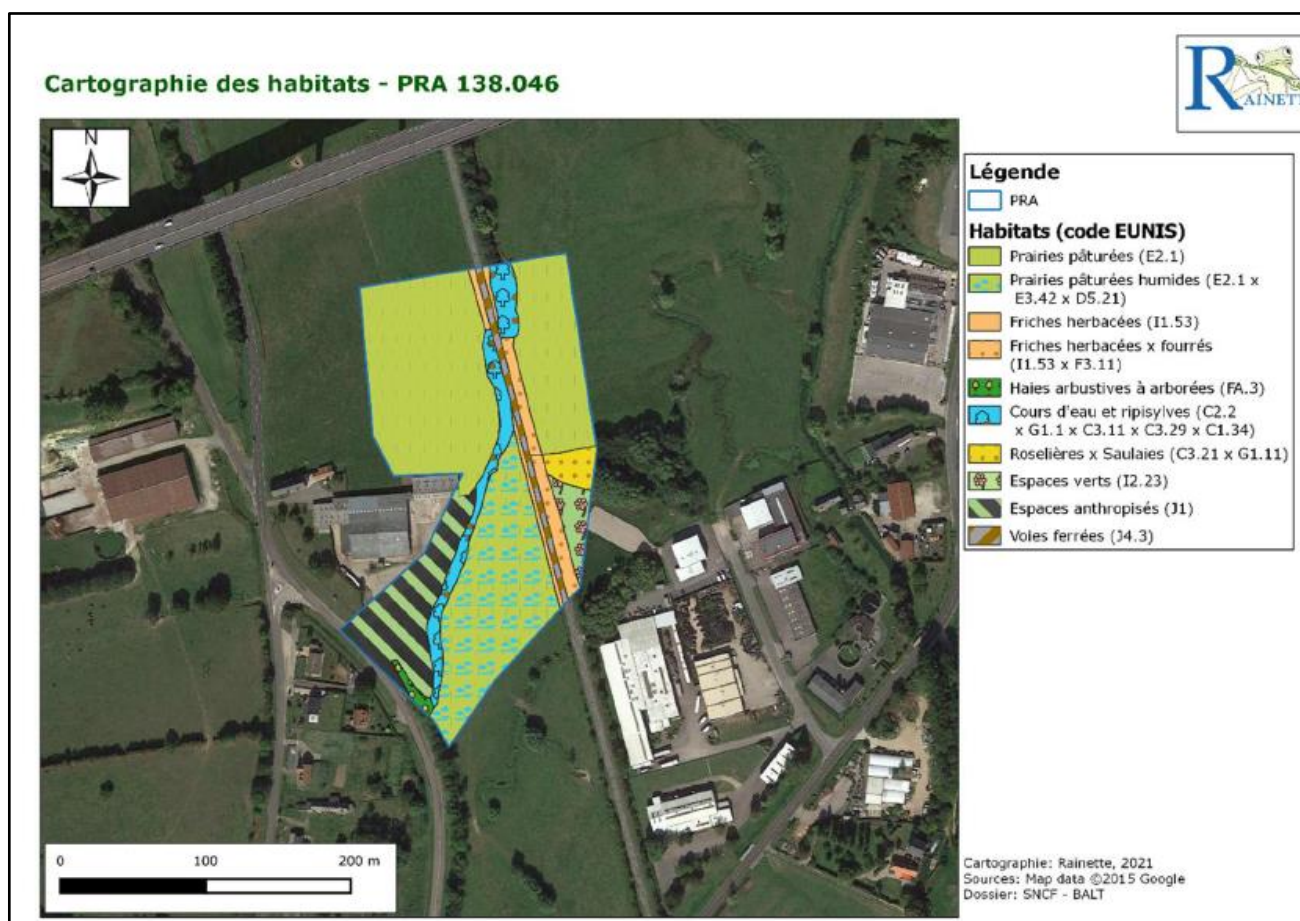 Cartographie des habitats - PRA 138.046
RAINETTE
N
Légende
PRA
Habitats (code EUNIS)
Prairies pâturées (E2.1)
Prairies pâturées humides (E2.1 x
E3.42 x D5.21)
Friches herbacées (I1.53)
Friches herbacées x fourrés
(I1.53 x F3.11)
Haies arbustives à arborées (FA.3)
Cours d'eau et ripisylves (C2.2
x G1.1 x C3.11 x C3.29 x C1.34)
Roselières x Saulaies (C3.21 x G1.11)
Espaces verts (I2.23)
Espaces anthropisés (J1)
Voies ferrées (J4.3)
0 100 200 m
Cartographie: Rainette, 2021
Sources: Map data ©2015 Google
Dossier: SNCF - BALT